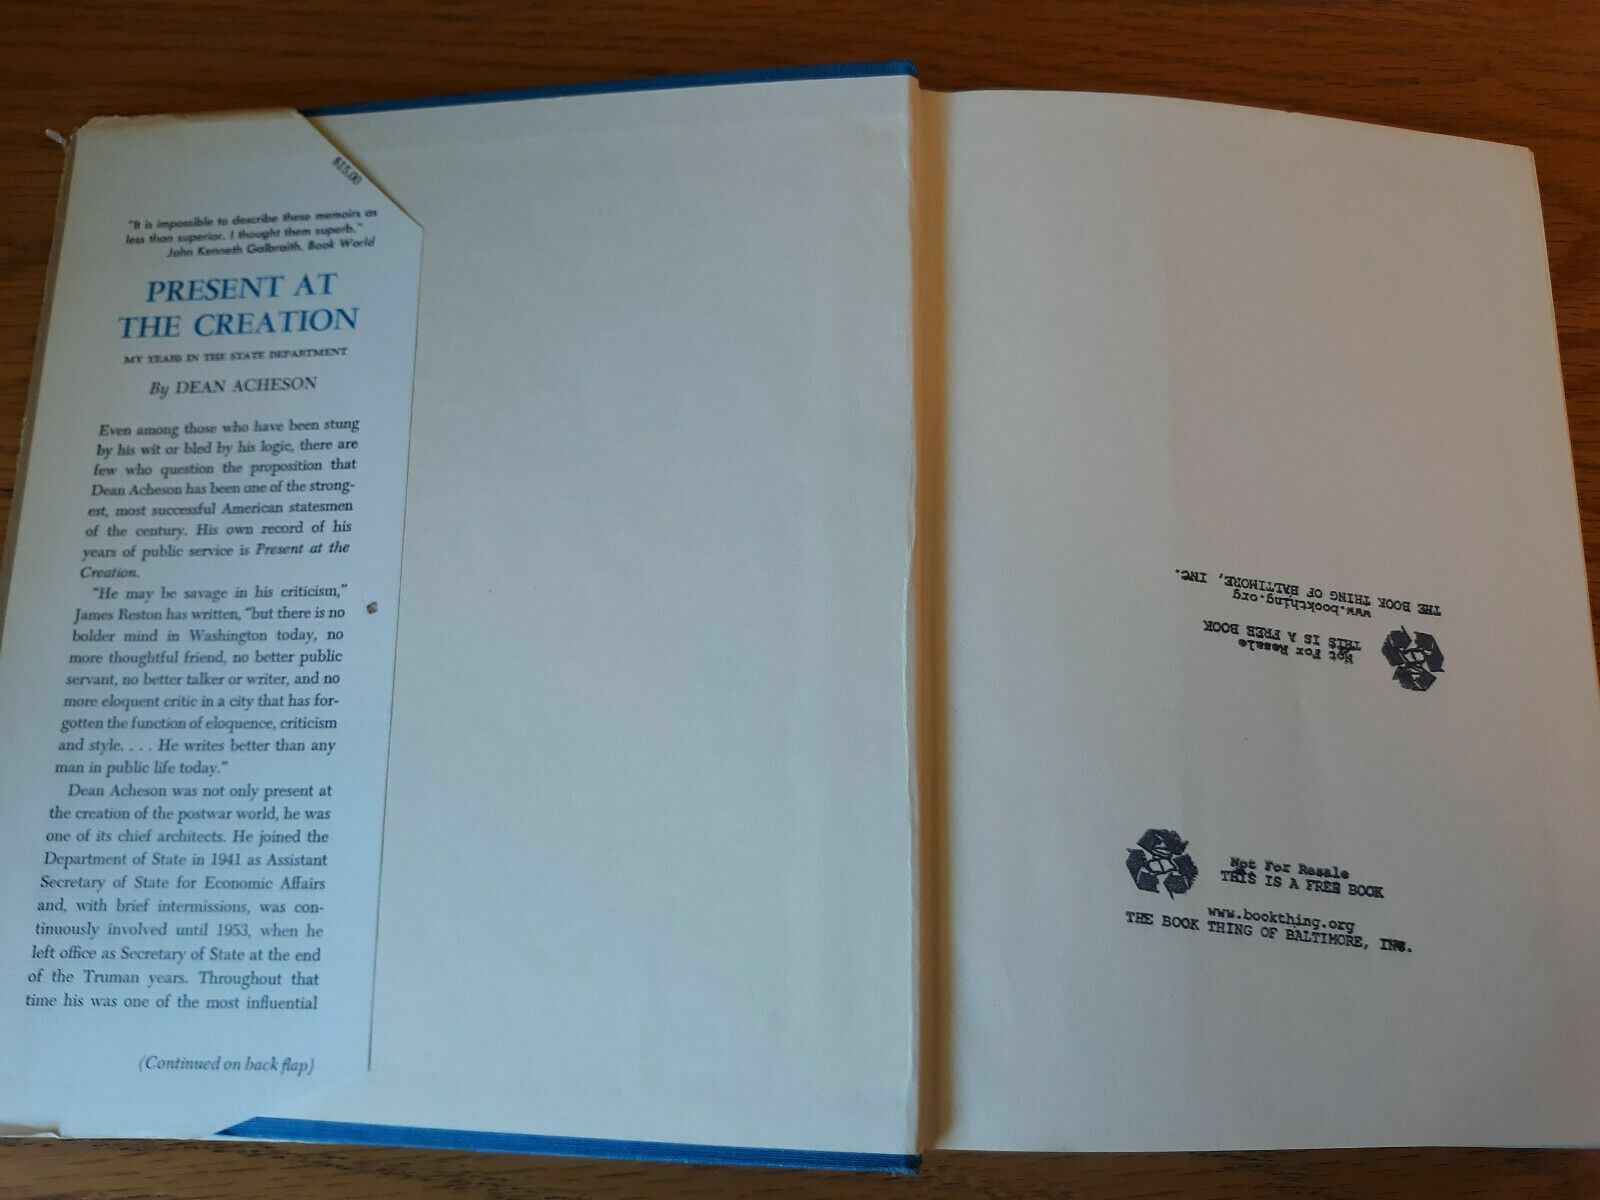 $15.00
"It is impossible to describe these memoirs as
less than superior. I thought them superb."
John Kenneth Galbraith, Book World
PRESENT AT
THE CREATION
MY YEARS IN THE STATE DEPARTMENT
By DEAN ACHESON
Even among those who have been stung
by his wit or bled by his logic, there are
few who question the proposition that
Dean Acheson has been one of the strong-
est, most successful American statesmen
of the century. His own record of his
years of public service is Present at the
Creation.
"He may be savage in his criticism,"
James Reston has written, "but there is no
bolder mind in Washington today, no
more thoughtful friend, no better public
servant, no better talker or writer, and no
more eloquent critic in a city that has for-
gotten the function of eloquence, criticism
and style. . . . He writes better than any
man in public life today."
Dean Acheson was not only present at
the creation of the postwar world, he was
one of its chief architects. He joined the
Department of State in 1941 as Assistant
Secretary of State for Economic Affairs
and, with brief intermissions, was con-
tinuously involved until 1953, when he
left office as Secretary of State at the end
of the Truman years. Throughout that
time his was one of the most influential
(Continued on back flap)
Not For Resale
THIS IS A FREE BOOK
www.bookthing.org
THE BOOK THING OF BALTIMORE, INC.
Not For Resale
THIS IS A FREE BOOK
www.bookthing.org
THE BOOK THING OF BALTIMORE, INC.